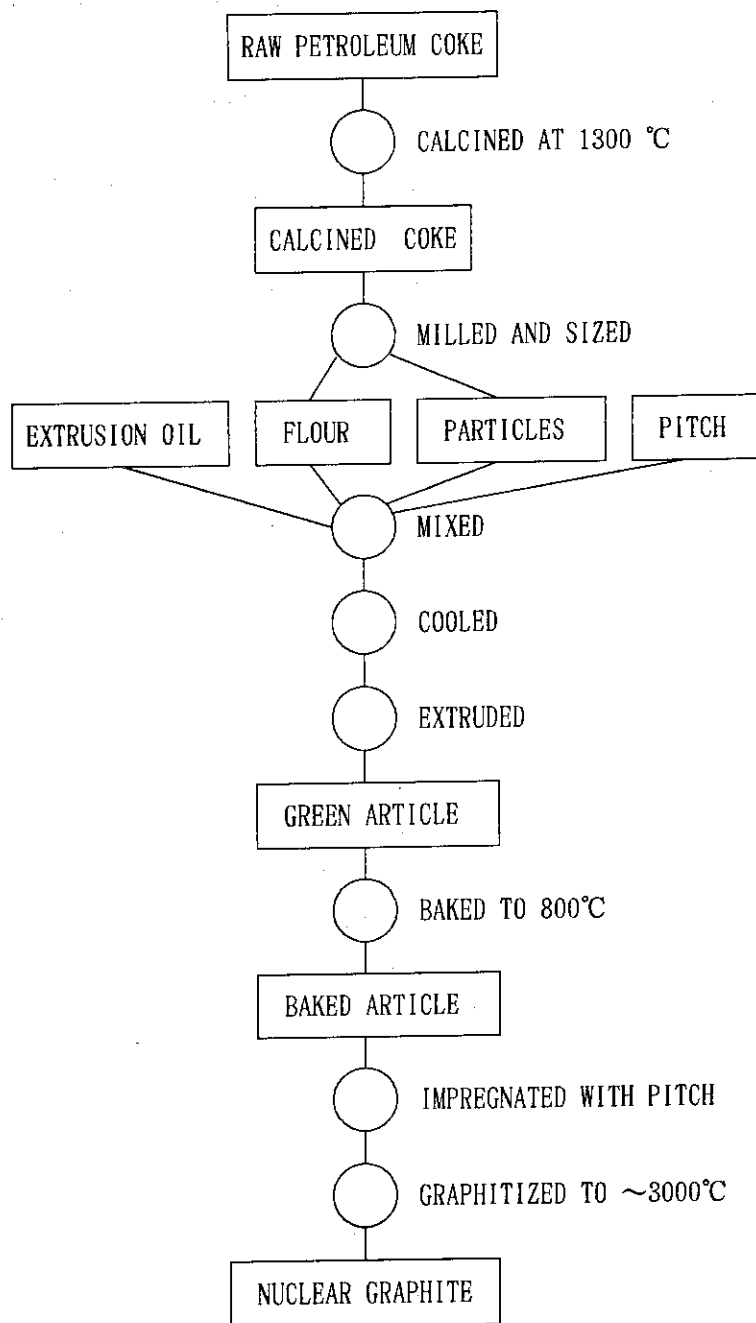 RAW PETROLEUM COKE
CALCINED AT 1300 ℃
CALCINED COKE
MILLED AND SIZED
EXTRUSION OIL
FLOUR
PARTICLES
PITCH
MIXED
COOLED
EXTRUDED
GREEN ARTICLE
BAKED TO 800℃
BAKED ARTICLE
IMPREGNATED WITH PITCH
GRAPHITIZED TO ～3000℃
NUCLEAR GRAPHITE